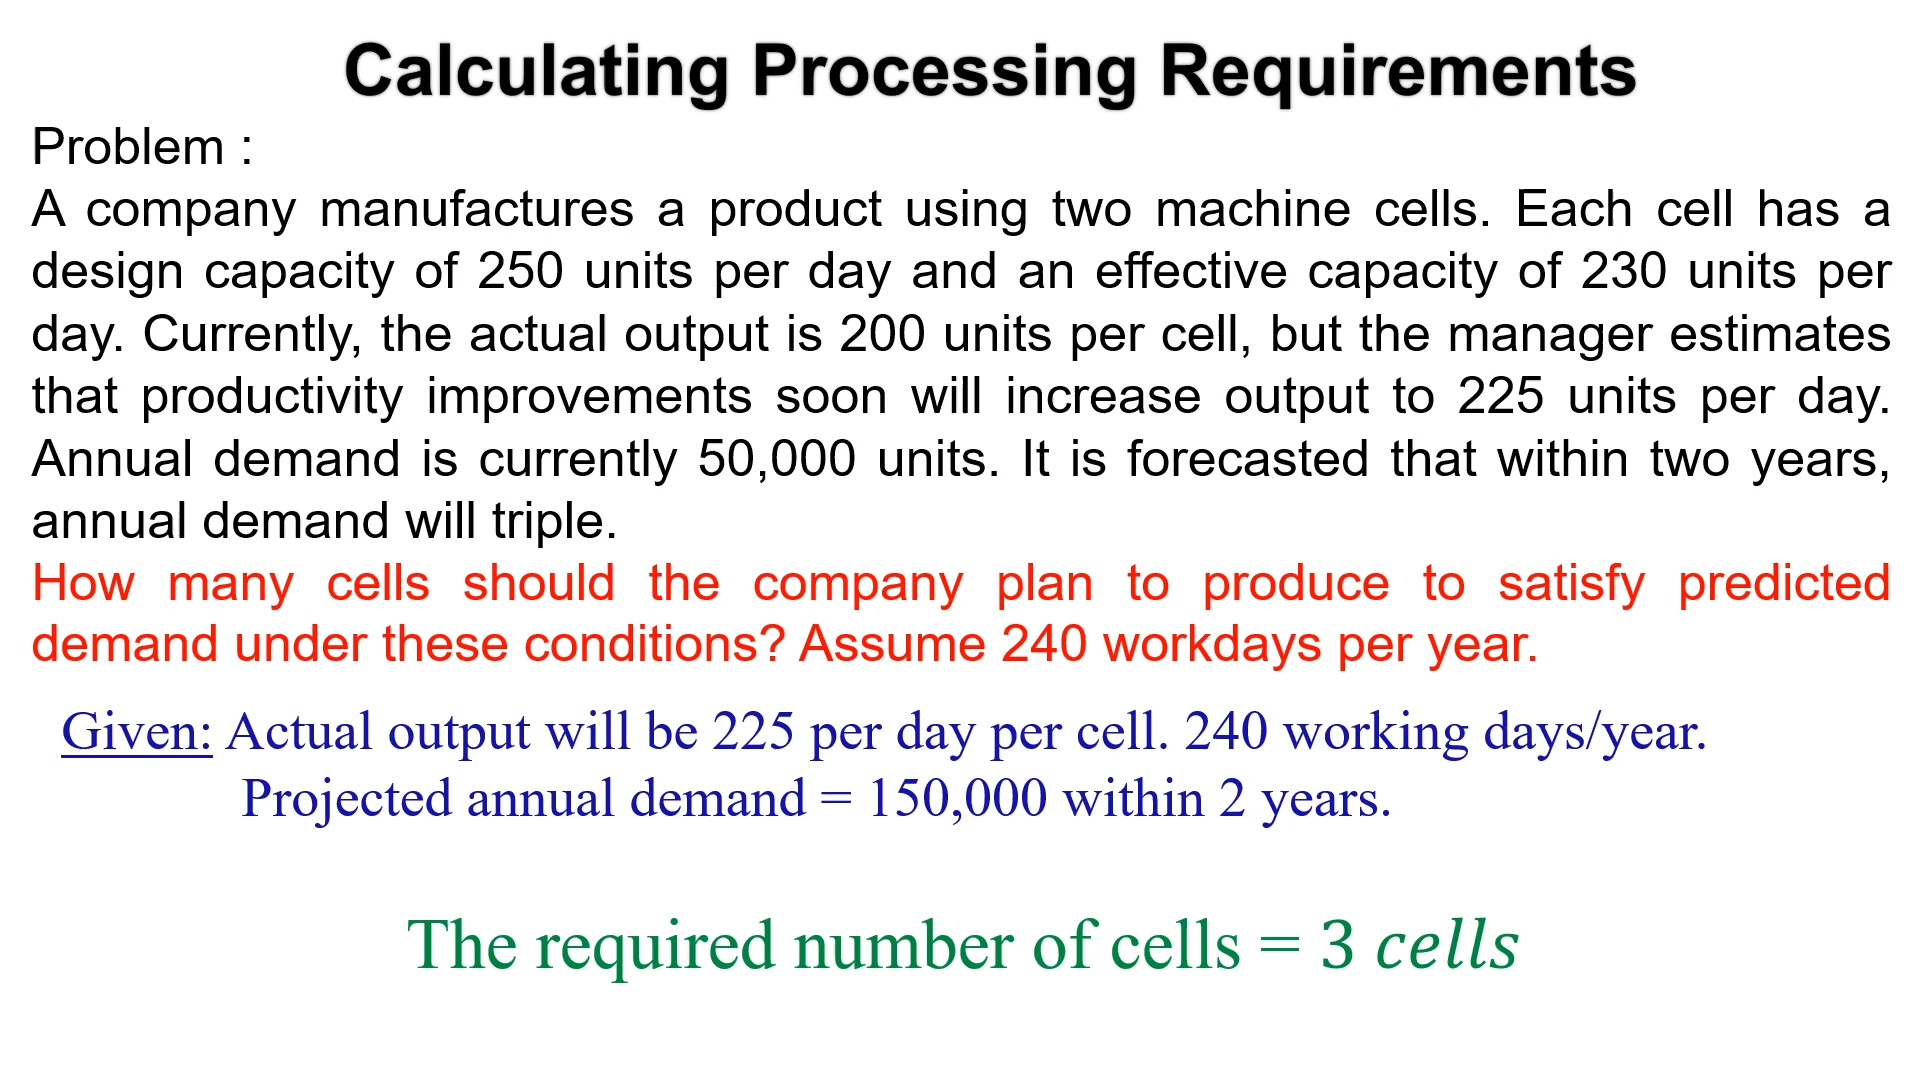 Calculating Processing Requirements
Problem :
A company manufactures a product using two machine cells. Each cell has a
design capacity of 250 units per day and an effective capacity of 230 units per
day. Currently, the actual output is 200 units per cell, but the manager estimates
that productivity improvements soon will increase output to 225 units per day.
Annual demand is currently 50,000 units. It is forecasted that within two years,
annual demand will triple.
How many cells should the company plan to produce to satisfy predicted
demand under these conditions? Assume 240 workdays per year.
Given: Actual output will be 225 per day per cell. 240 working days/year.
Projected annual demand = 150,000 within 2 years.
The required number of cells = 3 cells